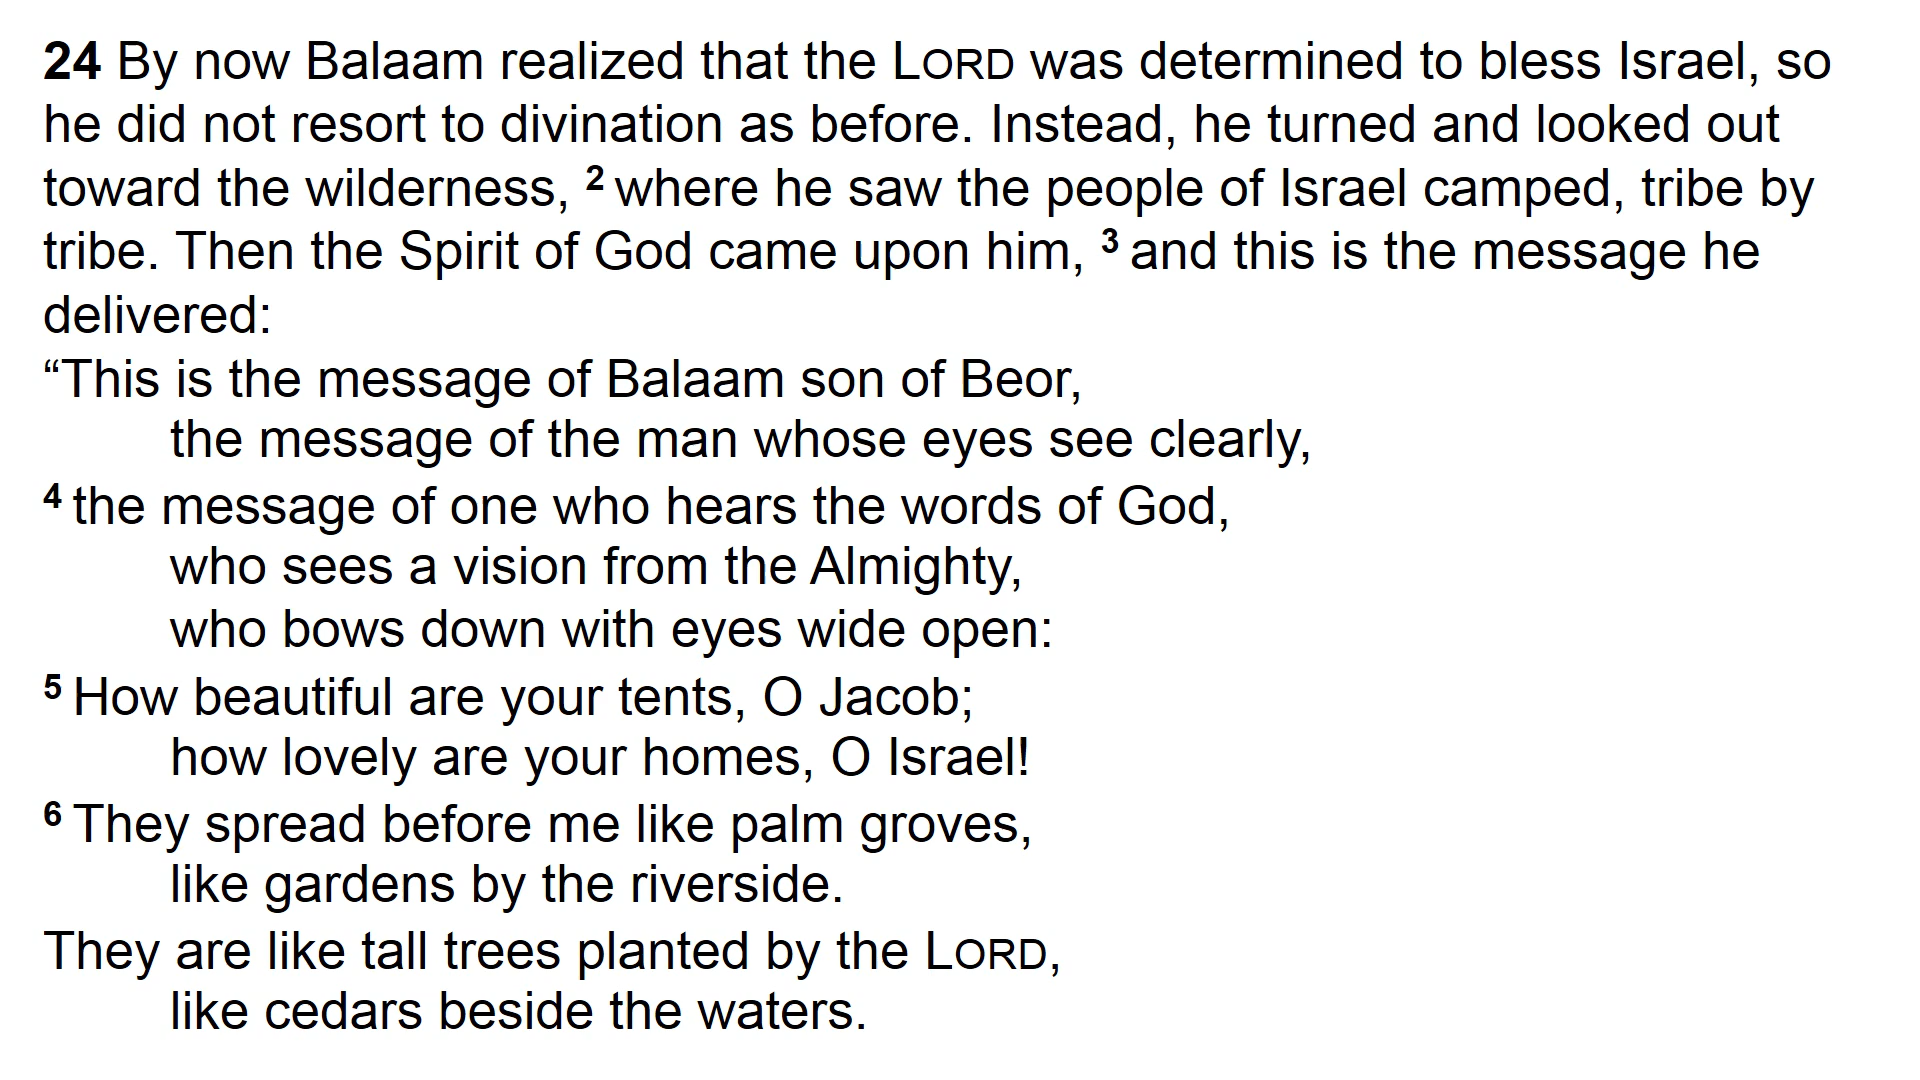 24 By now Balaam realized that the LORD was determined to bless Israel, so
he did not resort to divination as before. Instead, he turned and looked out
toward the wilderness, 2 where he saw the people of Israel camped, tribe by
tribe. Then the Spirit of God came upon him, 3 and this is the message he
delivered:
“This is the message of Balaam son of Beor,
the message of the man whose eyes see clearly,
4 the message of one who hears the words of God,
who sees a vision from the Almighty,
who bows down with eyes wide open:
5 How beautiful are your tents, O Jacob;
how lovely are your homes, O Israel!
6 They spread before me like palm groves,
like gardens by the riverside.
They are like tall trees planted by the LORD,
like cedars beside the waters.